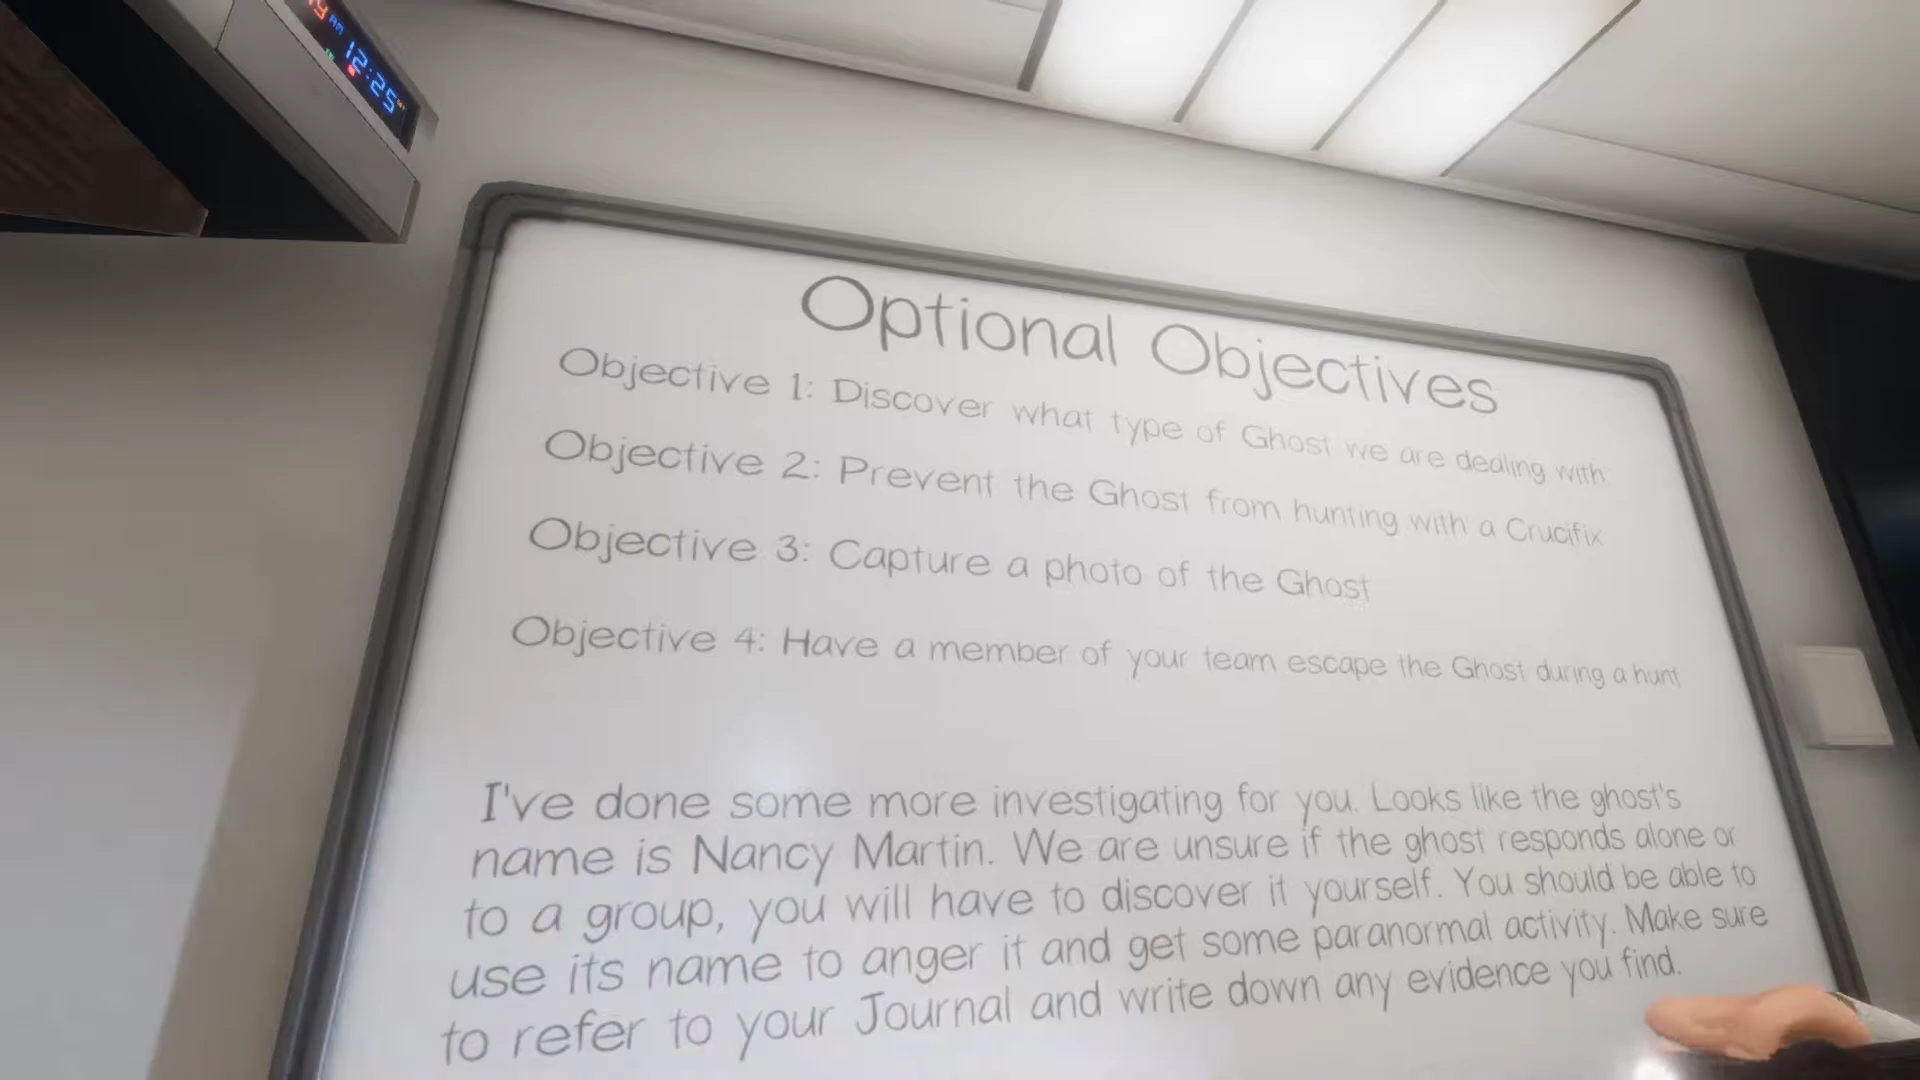 12:25
Optional Objectives
Objective 1: Discover what type of Ghost we are dealing with
Objective 2: Prevent the Ghost from hunting with a Crucifix
Objective 3: Capture a photo of the Ghost
Objective 4: Have a member of your team escape the Ghost during a hunt
I've done some more investigating for you. Looks like the ghost's
name is Nancy Martin. We are unsure if the ghost responds alone or
to a group, you will have to discover it yourself. You should be able to
use its name to anger it and get some paranormal activity. Make sure
to refer to your Journal and write down any evidence you find.